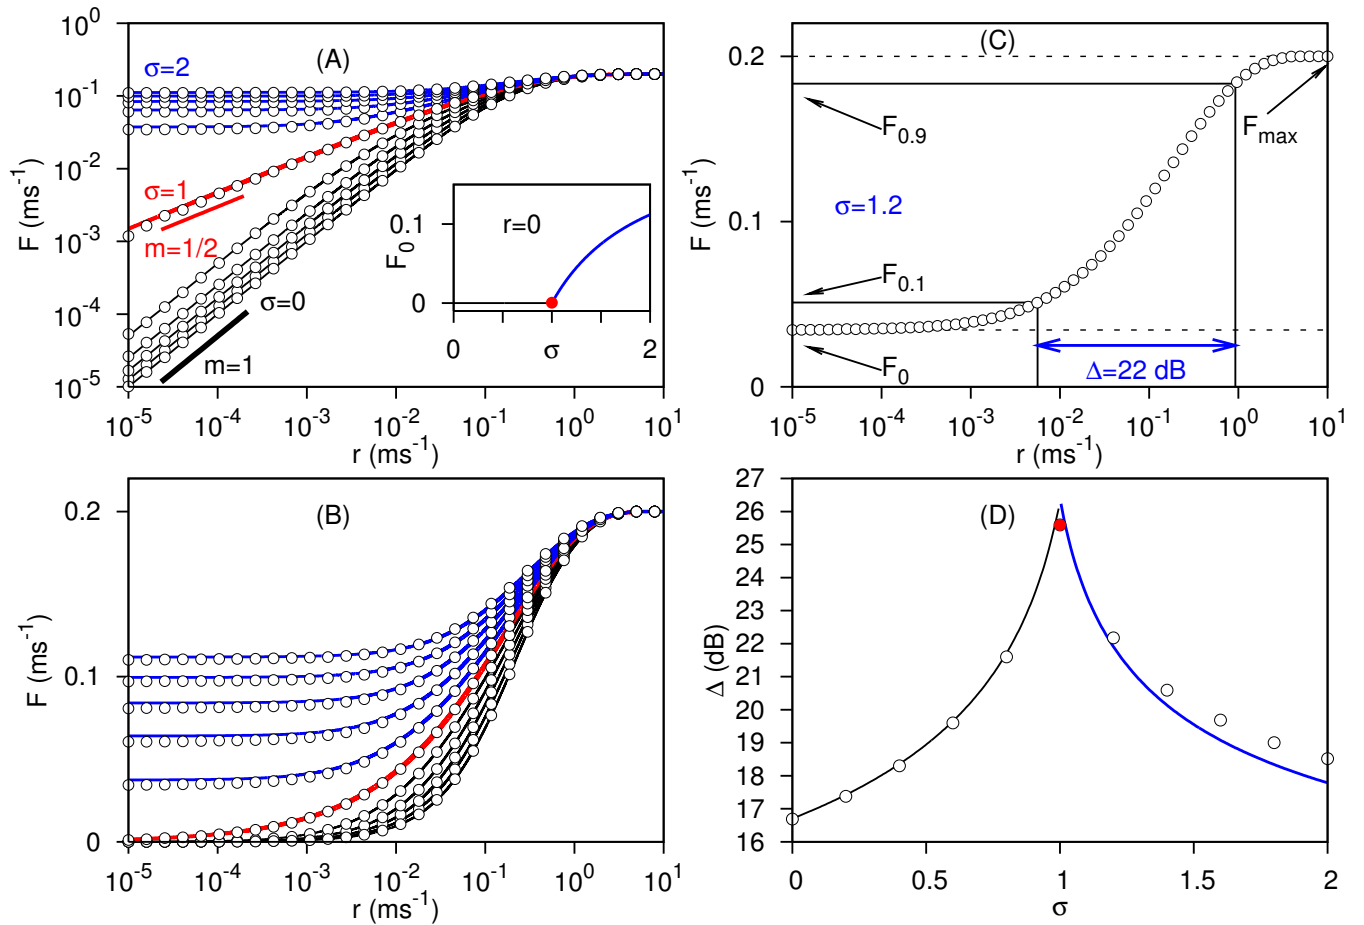 (A)
10^0
10^-1
10^-2
10^-3
10^-4
10^-5
F (ms^-1)
σ=2
σ=1
m=1/2
σ=0
m=1
r=0
F_0
0.1
0
0
σ
2
10^-5
10^-4
10^-3
10^-2
10^-1
10^0
10^1
r (ms^-1)
(C)
0.2
0.1
0
F (ms^-1)
F_0.9
F_max
σ=1.2
F_0.1
F_0
Δ=22 dB
10^-5
10^-4
10^-3
10^-2
10^-1
10^0
10^1
r (ms^-1)
(B)
0.2
0.1
0
F (ms^-1)
10^-5
10^-4
10^-3
10^-2
10^-1
10^0
10^1
r (ms^-1)
(D)
27
26
25
24
23
22
21
20
19
18
17
16
Δ (dB)
0
0.5
1
1.5
2
σ